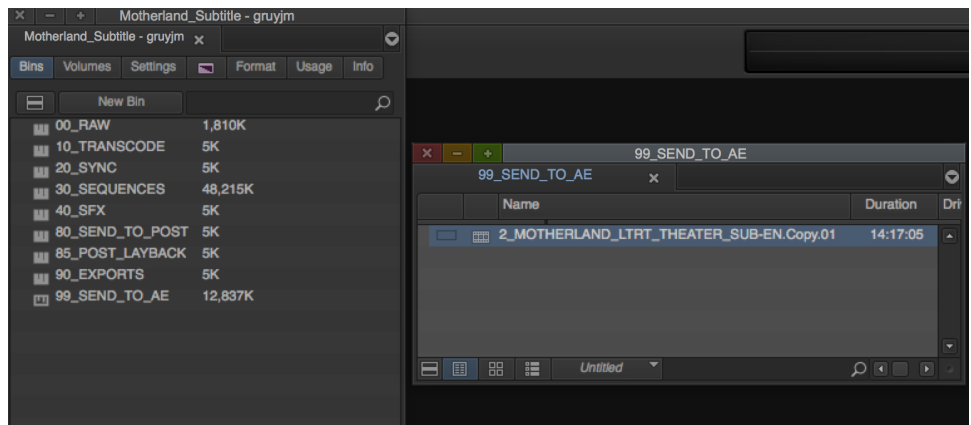 Motherland_Subtitle - gruyjm
Motherland_Subtitle - gruyjm
Bins Volumes Settings Format Usage Info
New Bin
00_RAW 1,810K
10_TRANSCODE 5K
20_SYNC 5K
30_SEQUENCES 48,215K
40_SFX 5K
80_SEND_TO_POST 5K
85_POST_LAYBACK 5K
90_EXPORTS 5K
99_SEND_TO_AE 12,837K
99_SEND_TO_AE
99_SEND_TO_AE
Name Duration Dri
2_MOTHERLAND_LTRT_THEATER_SUB-EN.Copy.01 14:17:05
Untitled